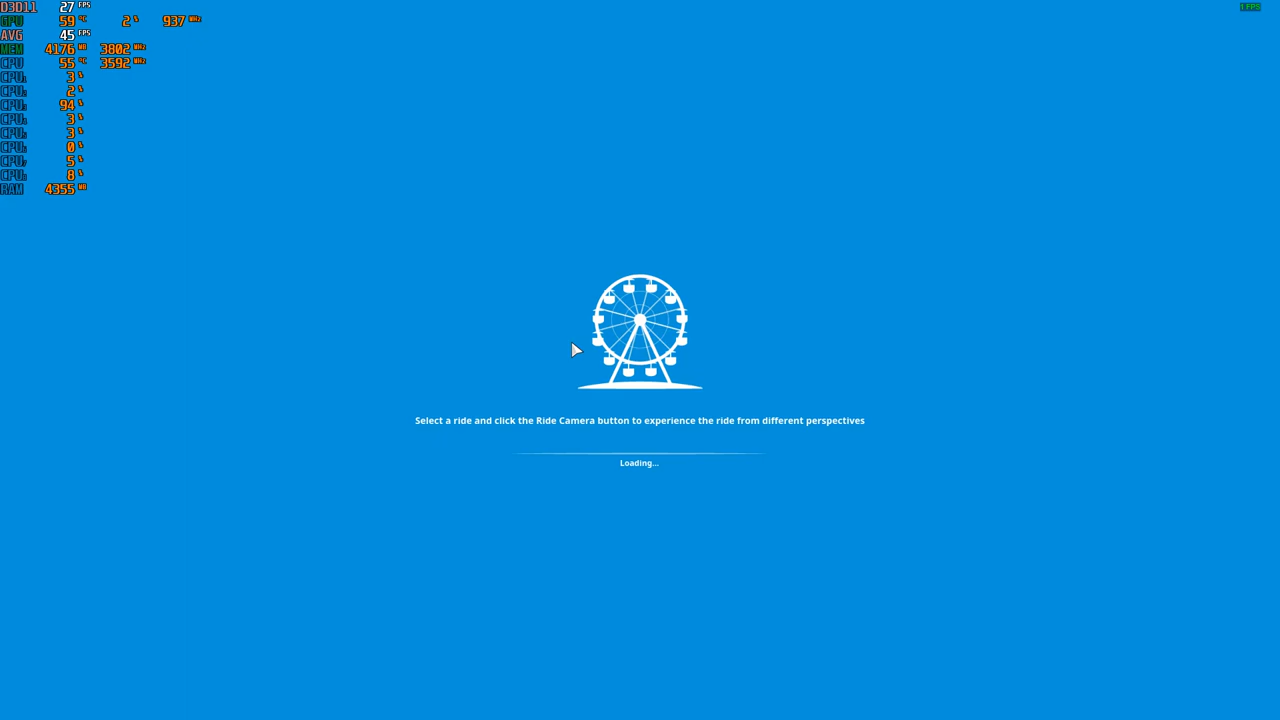 D3D11 27 FPS 1 FPS
GPU 59 °C 2 % 937 MHz
AVG 45 FPS
MEM 4176 MB 3802 MHz
CPU 55 °C 3592 MHz
CPU1 3 %
CPU2 2 %
CPU3 94 %
CPU4 3 %
CPU5 3 %
CPU6 0 %
CPU7 5 %
CPU8 8 %
RAM 4355 MB
Select a ride and click the Ride Camera button to experience the ride from different perspectives
Loading...